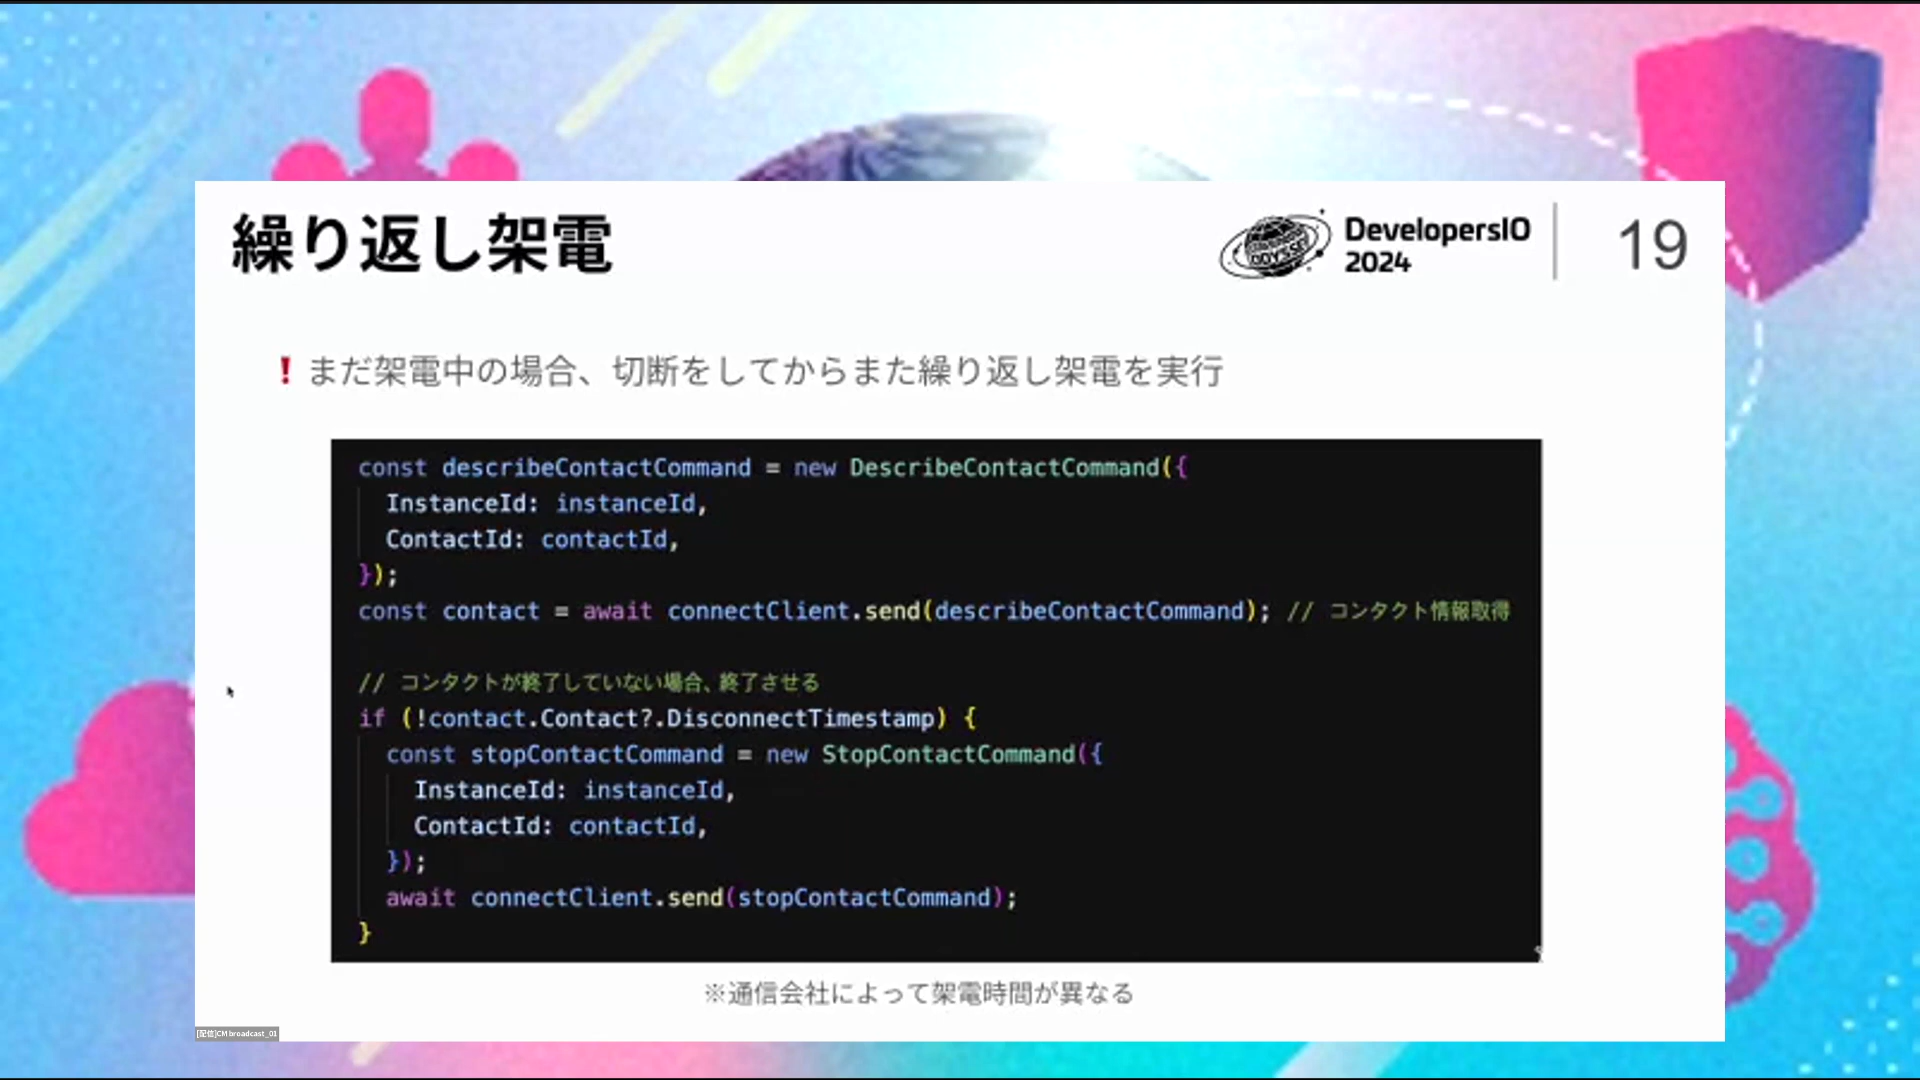 繰り返し架電
DevelopersIO
2024
19
! まだ架電中の場合、切断をしてからまた繰り返し架電を実行
const describeContactCommand = new DescribeContactCommand({
  InstanceId: instanceId,
  ContactId: contactId,
});
const contact = await connectClient.send(describeContactCommand); // コンタクト情報取得
// コンタクトが終了していない場合、終了させる
if (!contact.Contact?.DisconnectTimestamp) {
  const stopContactCommand = new StopContactCommand({
    InstanceId: instanceId,
    ContactId: contactId,
  });
  await connectClient.send(stopContactCommand);
}
※通信会社によって架電時間が異なる
[配信]CM broadcast_01